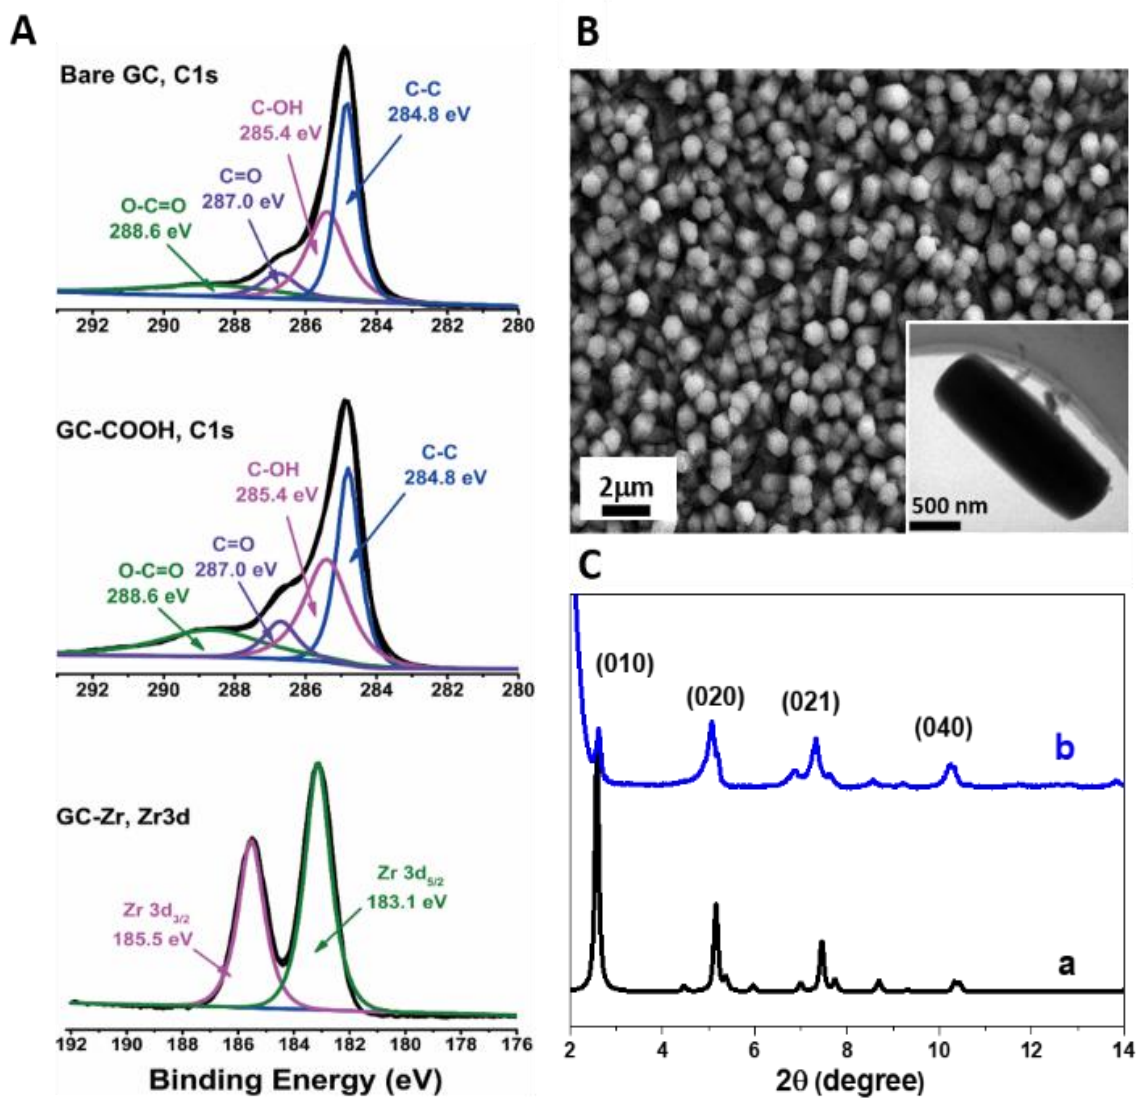 A
Bare GC, C1s
C-C
284.8 eV
C-OH
285.4 eV
C=O
287.0 eV
O-C=O
288.6 eV
292 290 288 286 284 282 280
GC-COOH, C1s
C-C
284.8 eV
C-OH
285.4 eV
C=O
287.0 eV
O-C=O
288.6 eV
292 290 288 286 284 282 280
GC-Zr, Zr3d
Zr 3d5/2
183.1 eV
Zr 3d3/2
185.5 eV
192 190 188 186 184 182 180 178 176
Binding Energy (eV)
B
2μm
500 nm
C
(010)
(020)
(021)
(040)
b
a
2 4 6 8 10 12 14
2θ (degree)